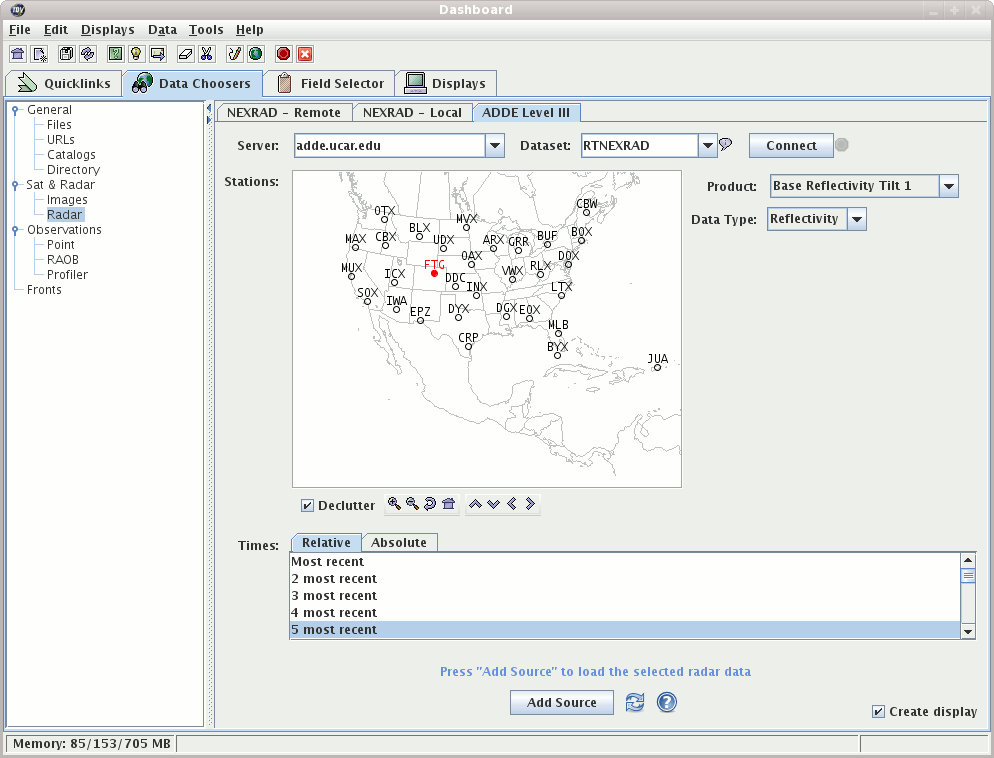 IDV
Dashboard
File Edit Displays Data Tools Help
Quicklinks Data Choosers Field Selector Displays
General
Files
URLs
Catalogs
Directory
Sat & Radar
Images
Radar
Observations
Point
RAOB
Profiler
Fronts
NEXRAD - Remote NEXRAD - Local ADDE Level III
Server: adde.ucar.edu Dataset: RTNEXRAD Connect
Stations:
Product: Base Reflectivity Tilt 1
Data Type: Reflectivity
CBW
OTX
MVX
BLX
BOX
MAX
CBX
UDX
ARX
GRR
BUF
OAX
DOX
MUX
ICX
FTG
DDC
INX
VWX
RLX
LTX
SOX
IWA
EPZ
DYX
DGX
EOX
MLB
CRP
BYX
JUA
Declutter
Times: Relative Absolute
Most recent
2 most recent
3 most recent
4 most recent
5 most recent
Press "Add Source" to load the selected radar data
Add Source
Create display
Memory: 85/153/705 MB